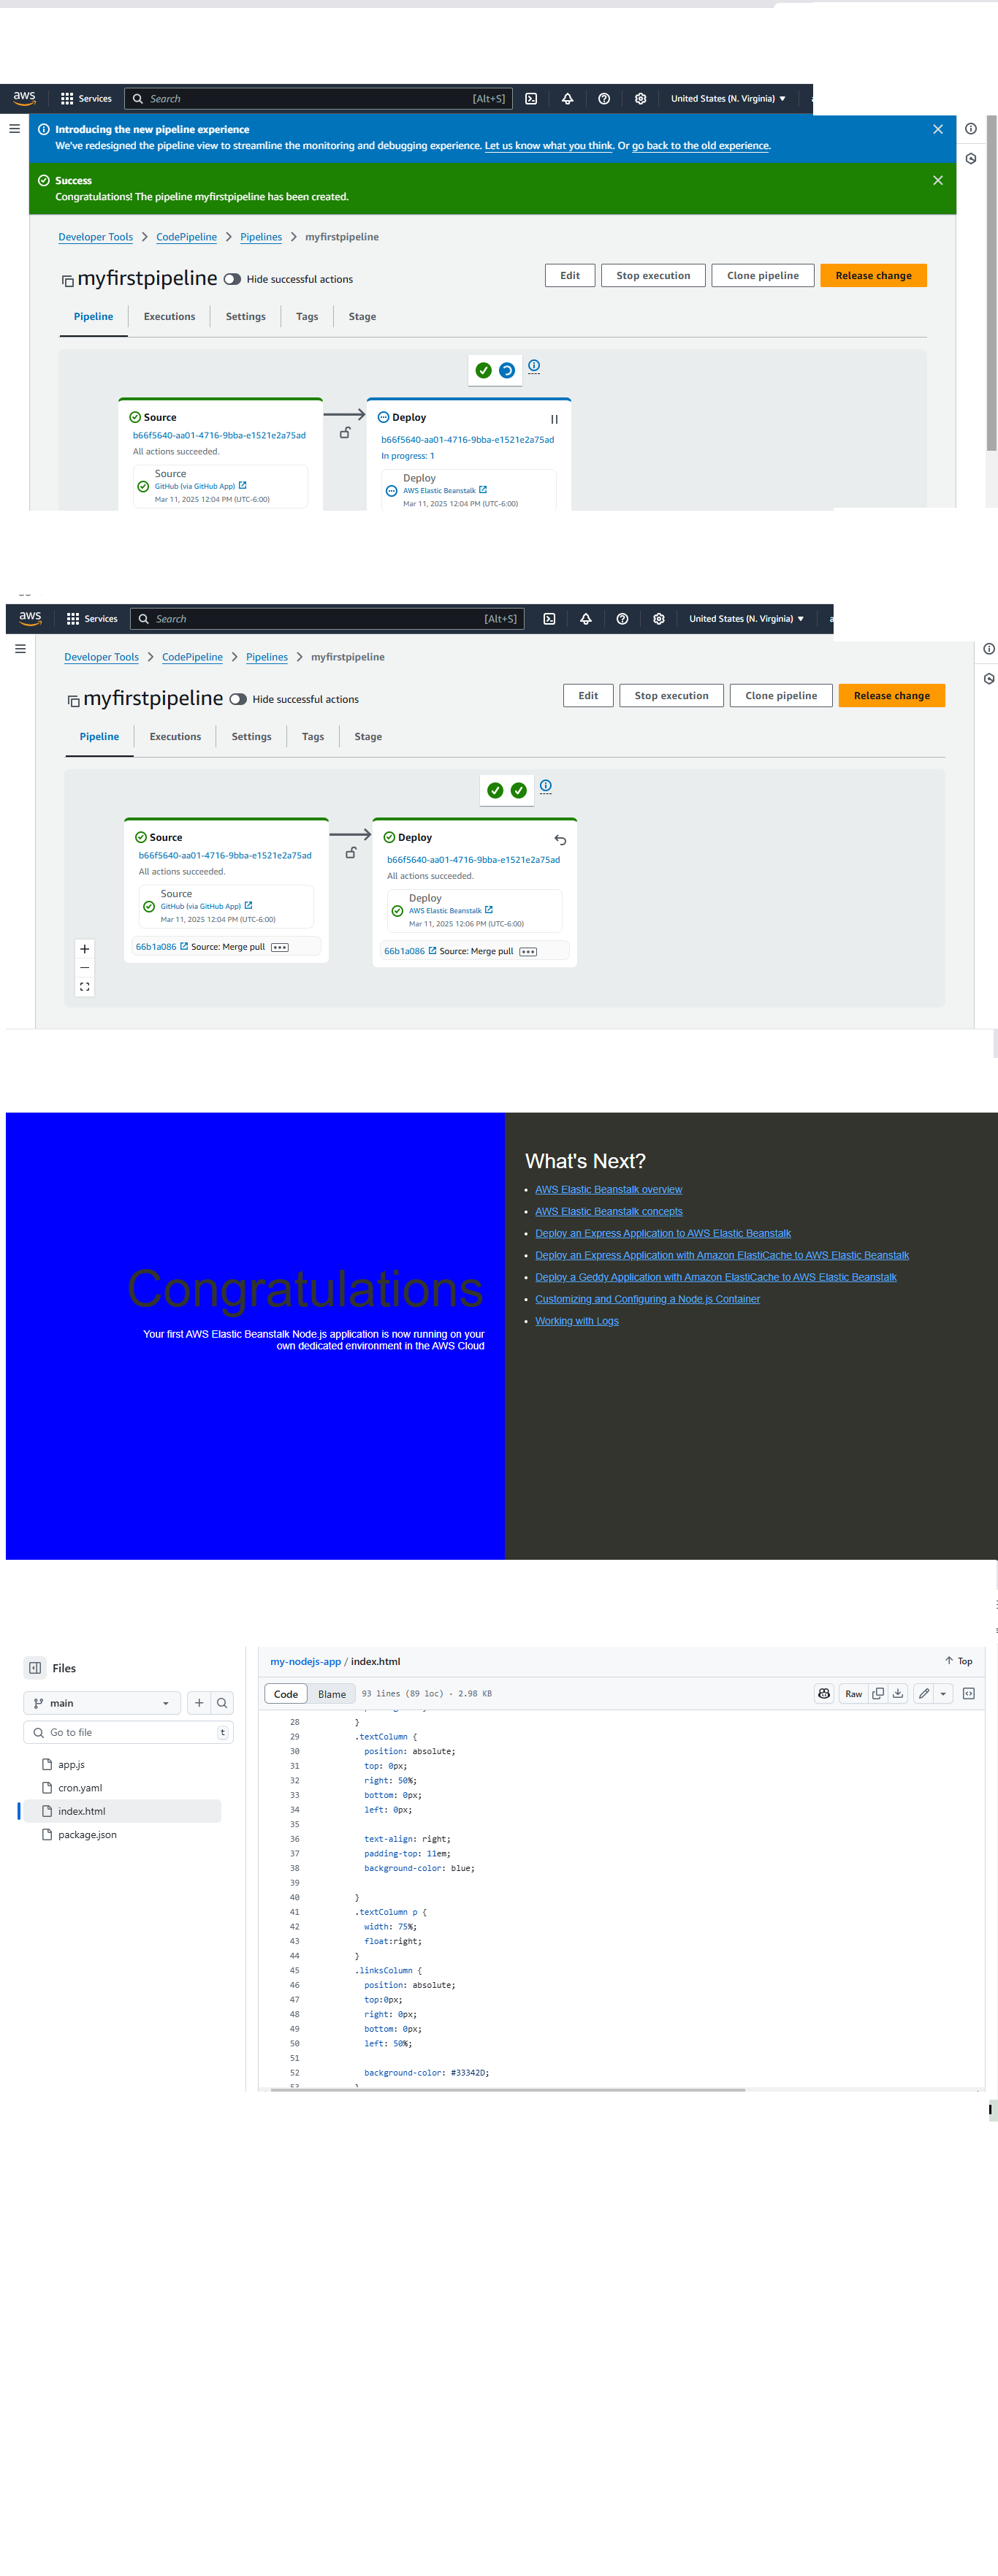 aws Services Search [Alt+S] United States (N. Virginia)
Introducing the new pipeline experience
We've redesigned the pipeline view to streamline the monitoring and debugging experience. Let us know what you think. Or go back to the old experience.
Success
Congratulations! The pipeline myfirstpipeline has been created.
Developer Tools CodePipeline Pipelines myfirstpipeline
myfirstpipeline Hide successful actions Edit Stop execution Clone pipeline Release change
Pipeline Executions Settings Tags Stage
Source
b66f5640-aa01-4716-9bba-e1521e2a75ad
All actions succeeded.
Source
GitHub (via GitHub App)
Mar 11, 2025 12:04 PM (UTC-6:00)
Deploy
b66f5640-aa01-4716-9bba-e1521e2a75ad
In progress: 1
Deploy
AWS Elastic Beanstalk
Mar 11, 2025 12:04 PM (UTC-6:00)
aws Services Search [Alt+S] United States (N. Virginia)
Developer Tools CodePipeline Pipelines myfirstpipeline
myfirstpipeline Hide successful actions Edit Stop execution Clone pipeline Release change
Pipeline Executions Settings Tags Stage
Source
b66f5640-aa01-4716-9bba-e1521e2a75ad
All actions succeeded.
Source
GitHub (via GitHub App)
Mar 11, 2025 12:04 PM (UTC-6:00)
66b1a086 Source: Merge pull
Deploy
b66f5640-aa01-4716-9bba-e1521e2a75ad
All actions succeeded.
Deploy
AWS Elastic Beanstalk
Mar 11, 2025 12:06 PM (UTC-6:00)
66b1a086 Source: Merge pull
Congratulations
Your first AWS Elastic Beanstalk Node.js application is now running on your
own dedicated environment in the AWS Cloud
What's Next?
AWS Elastic Beanstalk overview
AWS Elastic Beanstalk concepts
Deploy an Express Application to AWS Elastic Beanstalk
Deploy an Express Application with Amazon ElastiCache to AWS Elastic Beanstalk
Deploy a Geddy Application with Amazon ElastiCache to AWS Elastic Beanstalk
Customizing and Configuring a Node.js Container
Working with Logs
Files
main
Go to file t
app.js
cron.yaml
index.html
package.json
my-nodejs-app / index.html Top
Code Blame 93 lines (89 loc) · 2.98 KB Raw
28 }
29 .textColumn {
30 position: absolute;
31 top: 0px;
32 right: 50%;
33 bottom: 0px;
34 left: 0px;
35
36 text-align: right;
37 padding-top: 11em;
38 background-color: blue;
39
40 }
41 .textColumn p {
42 width: 75%;
43 float:right;
44 }
45 .linksColumn {
46 position: absolute;
47 top:0px;
48 right: 0px;
49 bottom: 0px;
50 left: 50%;
51
52 background-color: #33342D;
53 }